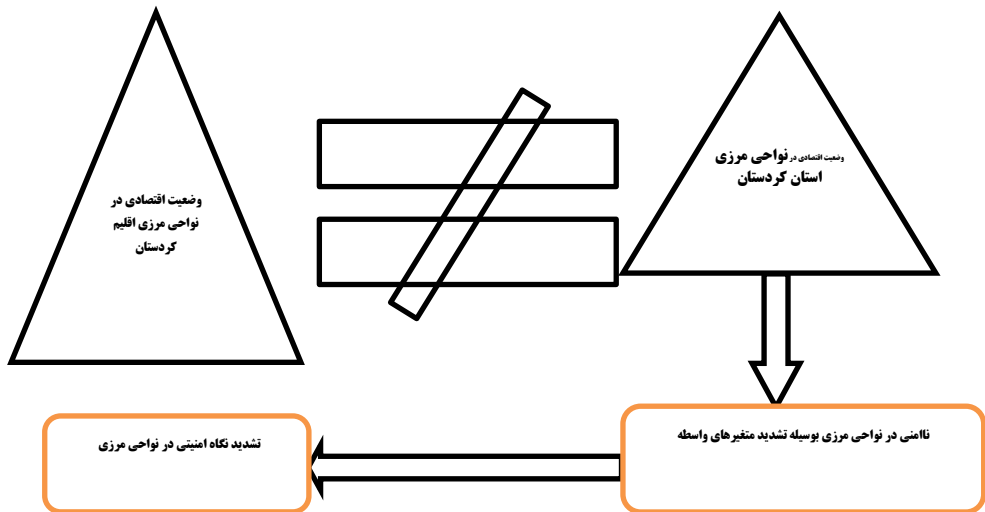 وضعیت اقتصادی در نواحی مرزی
استان کردستان
وضعیت اقتصادی در
نواحی مرزی اقلیم
کردستان
ناامنی در نواحی مرزی بوسیله تشدید متغیرهای واسطه
تشدید نگاه امنیتی در نواحی مرزی